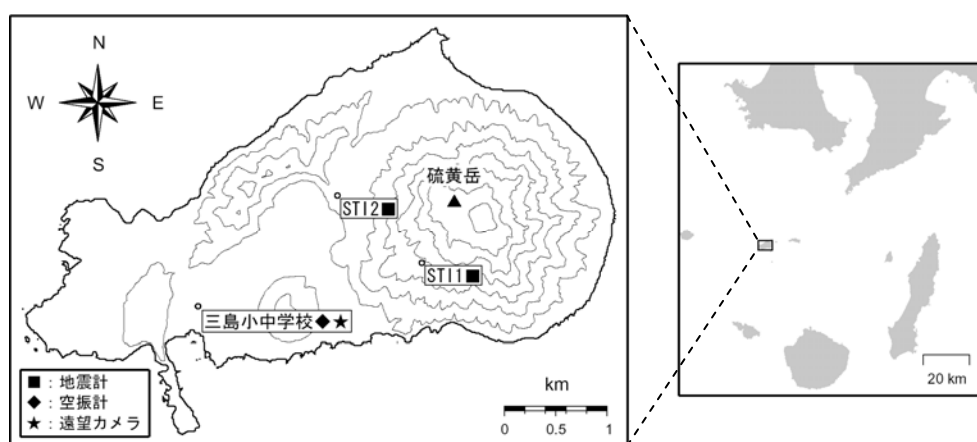 N
W E
S
硫黄岳
STI2■
STI1■
三島小中学校◆★
■：地震計
◆：空振計
★：遠望カメラ
km
0 0.5 1
20 km